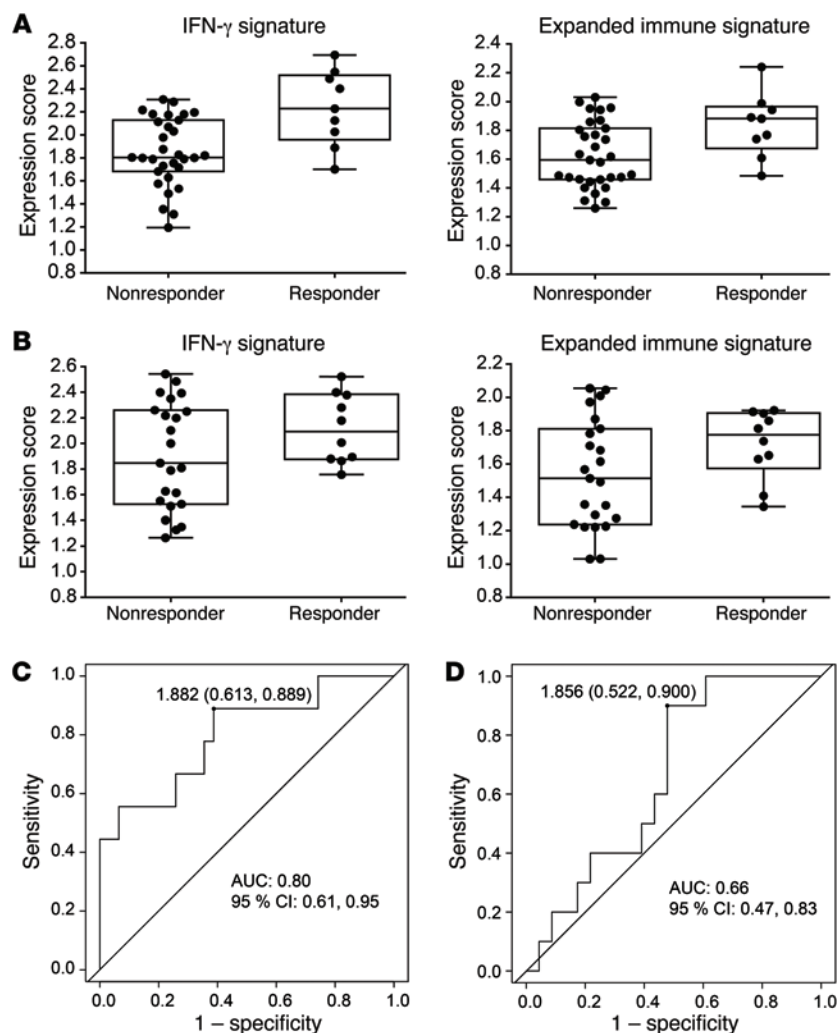 A
IFN-γ signature
Expression score
2.8
2.6
2.4
2.2
2.0
1.8
1.6
1.4
1.2
1.0
0.8
Nonresponder Responder
Expanded immune signature
Expression score
2.4
2.2
2.0
1.8
1.6
1.4
1.2
1.0
0.8
Nonresponder Responder
B
IFN-γ signature
Expression score
2.6
2.4
2.2
2.0
1.8
1.6
1.4
1.2
1.0
0.8
Nonresponder Responder
Expanded immune signature
Expression score
2.2
2.0
1.8
1.6
1.4
1.2
1.0
0.8
Nonresponder Responder
C
Sensitivity
1.0
0.8
0.6
0.4
0.2
0.0
1.882 (0.613, 0.889)
AUC: 0.80
95 % CI: 0.61, 0.95
0.0 0.2 0.4 0.6 0.8 1.0
1 – specificity
D
Sensitivity
1.0
0.8
0.6
0.4
0.2
0.0
1.856 (0.522, 0.900)
AUC: 0.66
95 % CI: 0.47, 0.83
0.0 0.2 0.4 0.6 0.8 1.0
1 – specificity